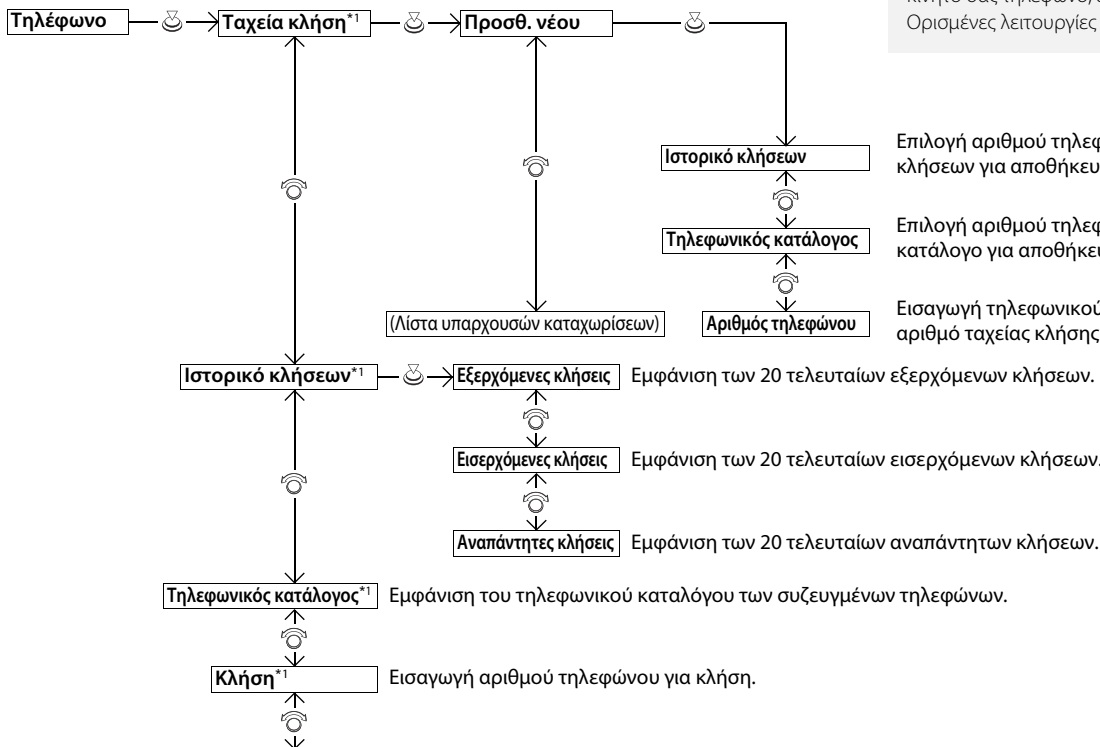 κινητό σας τηλέφωνο,
Ορισμένες λειτουργίες
Τηλέφωνο
Ταχεία κλήση*1
Προσθ. νέου
Ιστορικό κλήσεων
Επιλογή αριθμού
κλήσεων για
Τηλεφωνικός κατάλογος
Επιλογή αριθμού
κατάλογο για
(Λίστα υπαρχουσών καταχωρίσεων)
Αριθμός τηλεφώνου
Εισαγωγή τηλεφωνικού
αριθμό ταχείας κλήσης
Ιστορικό κλήσεων*1
Εξερχόμενες κλήσεις
Εμφάνιση των 20 τελευταίων εξερχόμενων κλήσεων.
Εισερχόμενες κλήσεις
Εμφάνιση των 20 τελευταίων εισερχόμενων κλήσεων.
Αναπάντητες κλήσεις
Εμφάνιση των 20 τελευταίων αναπάντητων κλήσεων.
Τηλεφωνικός κατάλογος*1
Εμφάνιση του τηλεφωνικού καταλόγου των συζευγμένων τηλεφώνων.
Κλήση*1
Εισαγωγή αριθμού τηλεφώνου για κλήση.